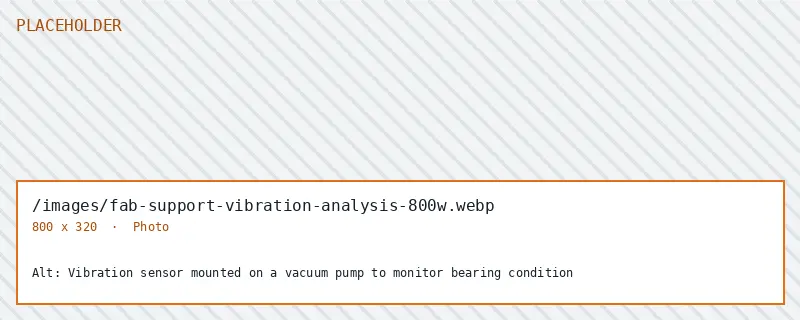 PLACEHOLDER
/images/fab-support-vibration-analysis-800w.webp
800 x 320 · Photo
Alt: Vibration sensor mounted on a vacuum pump to monitor bearing condition